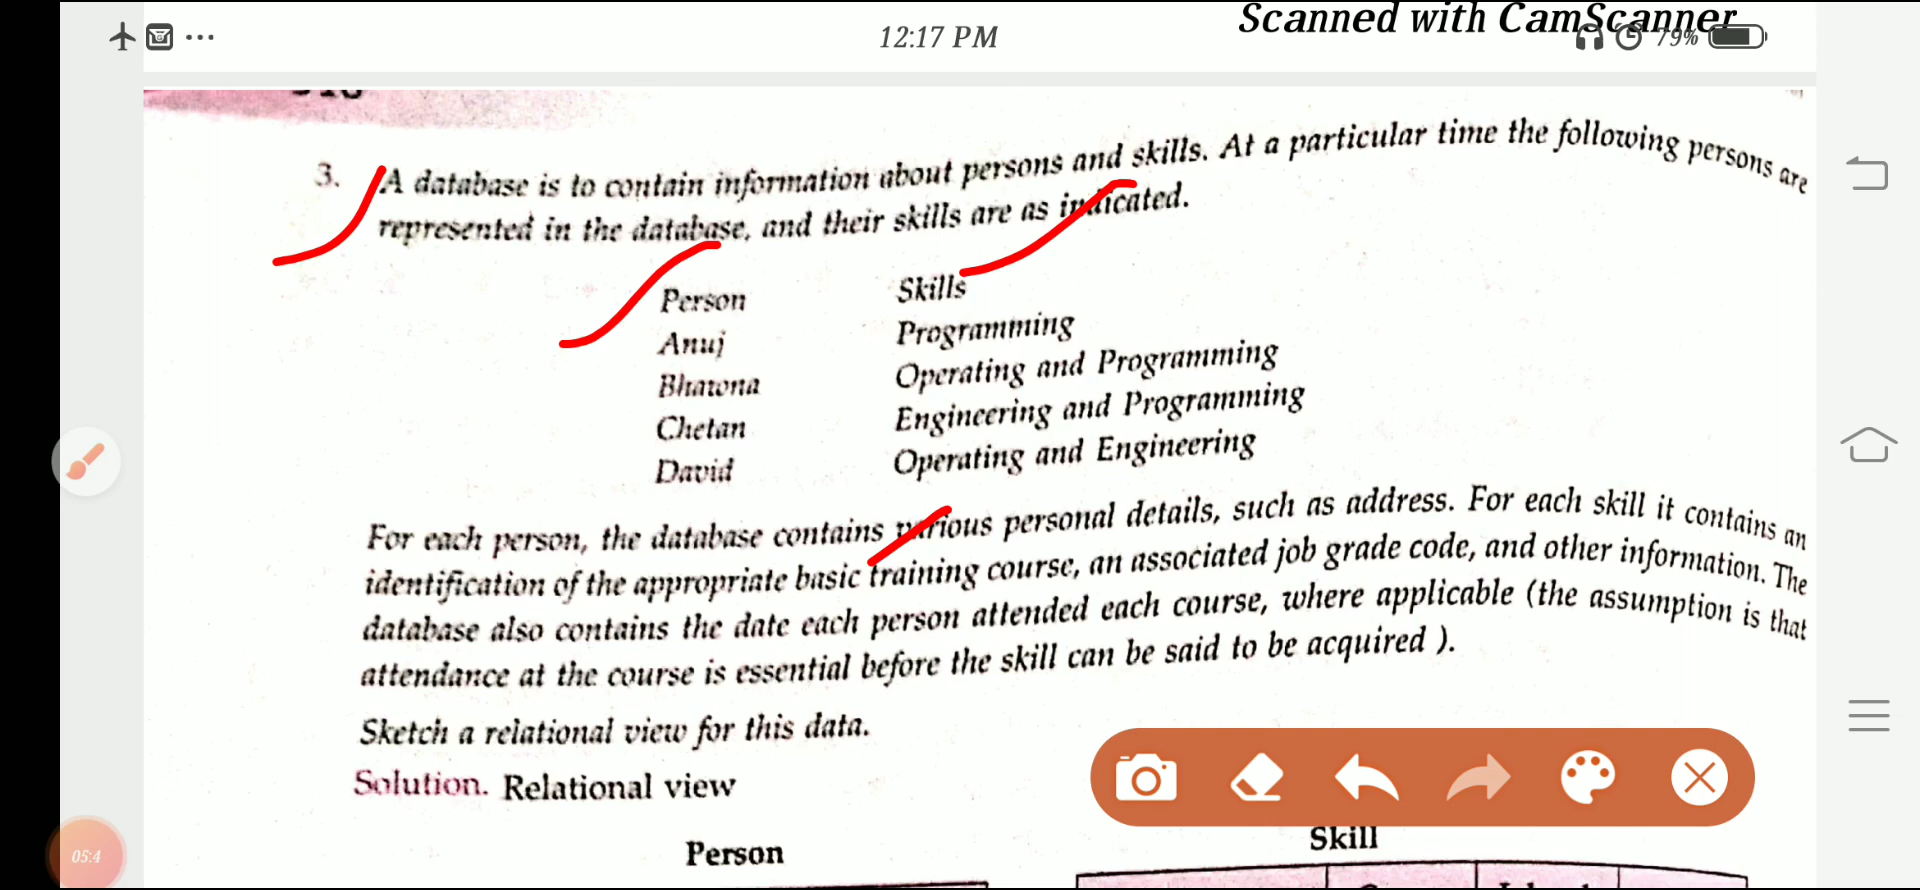 Scanned with CamScanner
12:17 PM
79%
3. A database is to contain information about persons and skills. At a particular time the following persons are
represented in the database, and their skills are as indicated.
Person Skills
Anuj Programming
Bhawna Operating and Programming
Chetan Engineering and Programming
David Operating and Engineering
For each person, the database contains various personal details, such as address. For each skill it contains an
identification of the appropriate basic training course, an associated job grade code, and other information. The
database also contains the date each person attended each course, where applicable (the assumption is that
attendance at the course is essential before the skill can be said to be acquired ).
Sketch a relational view for this data.
Solution. Relational view
Person Skill
05:4